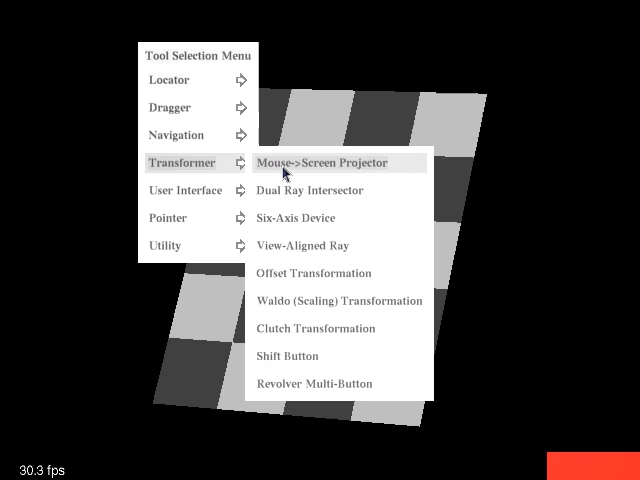 Tool Selection Menu
Locator
Dragger
Navigation
Transformer
User Interface
Pointer
Utility
Mouse->Screen Projector
Dual Ray Intersector
Six-Axis Device
View-Aligned Ray
Offset Transformation
Waldo (Scaling) Transformation
Clutch Transformation
Shift Button
Revolver Multi-Button
30.3 fps